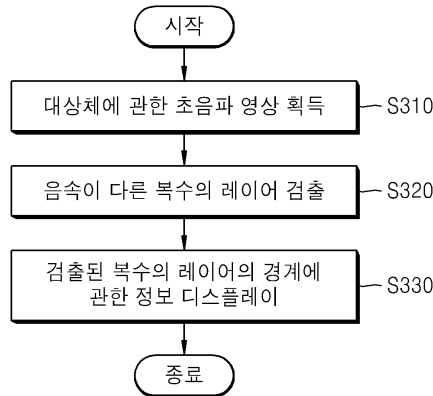 시작
대상체에 관한 초음파 영상 획득
S310
음속이 다른 복수의 레이어 검출
S320
검출된 복수의 레이어의 경계에
관한 정보 디스플레이
S330
종료